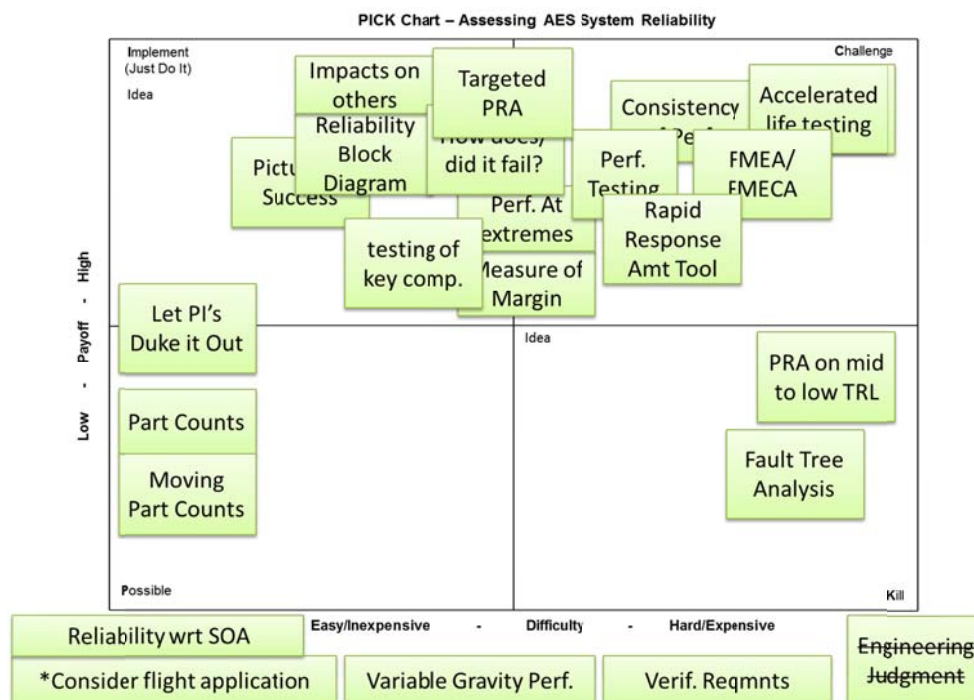 PICK Chart – Assessing AES System Reliability
Implement
(Just Do It)
Idea
Challenge
Impacts on
others
Targeted
PRA
Consistency
Accelerated
life testing
Reliability
Block
Diagram
How does/
did it fail?
Perf.
Testing
FMEA/
FMECA
Success
Perf. At
extremes
Rapid
Response
Amt Tool
testing of
key comp.
Measure of
Margin
Let PI's
Duke it Out
Idea
PRA on mid
to low TRL
Part Counts
Moving
Part Counts
Fault Tree
Analysis
Low - Payoff - High
Possible
Kill
Easy/Inexpensive - Difficulty - Hard/Expensive
Reliability wrt SOA
*Consider flight application
Variable Gravity Perf.
Verif. Reqmnts
Engineering
Judgment